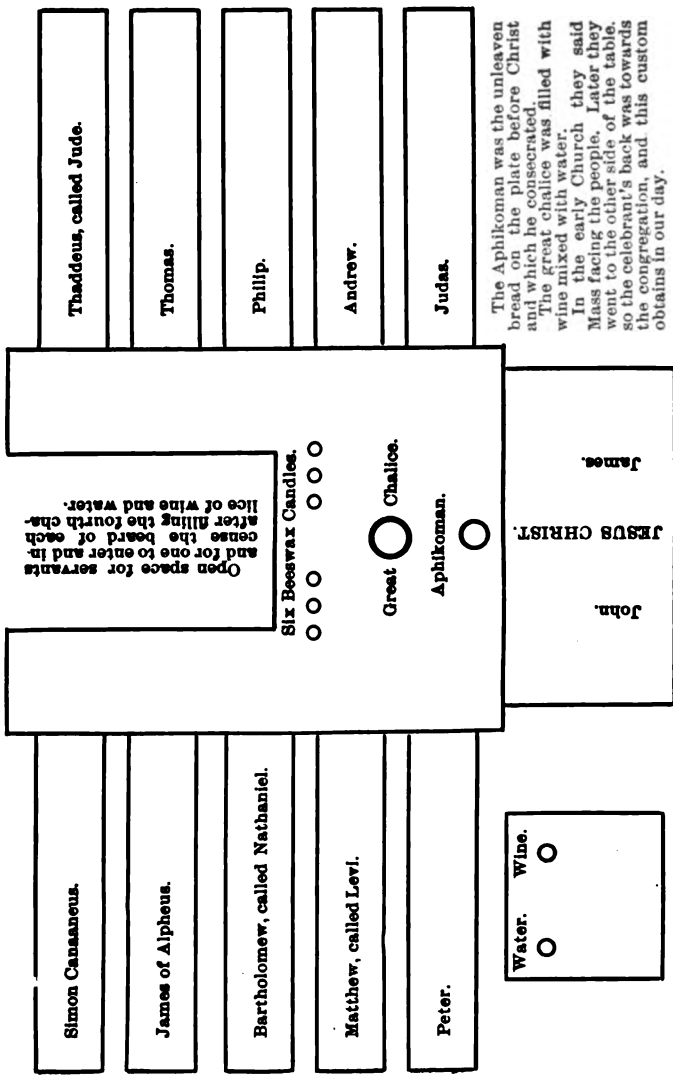 Thaddeus, called Jude.
Thomas.
Philip.
Andrew.
Judas.
Open space for servants
and for one to enter and in-
cense the board of each
after filling the fourth cha-
lice of wine and water.
Six Beeswax Candles.
Great Chalice.
Aphikoman.
James.
JESUS CHRIST.
John.
Simon Canaaneus.
James of Alpheus.
Bartholomew, called Nathaniel.
Matthew, called Levi.
Peter.
Water. Wine.
The Aphikoman was the unleaven
bread on the plate before Christ
and which he consecrated.
The great chalice was filled with
wine mixed with water.
In the early Church they said
Mass facing the people. Later they
went to the other side of the table.
so the celebrant's back was towards
the congregation, and this custom
obtains in our day.